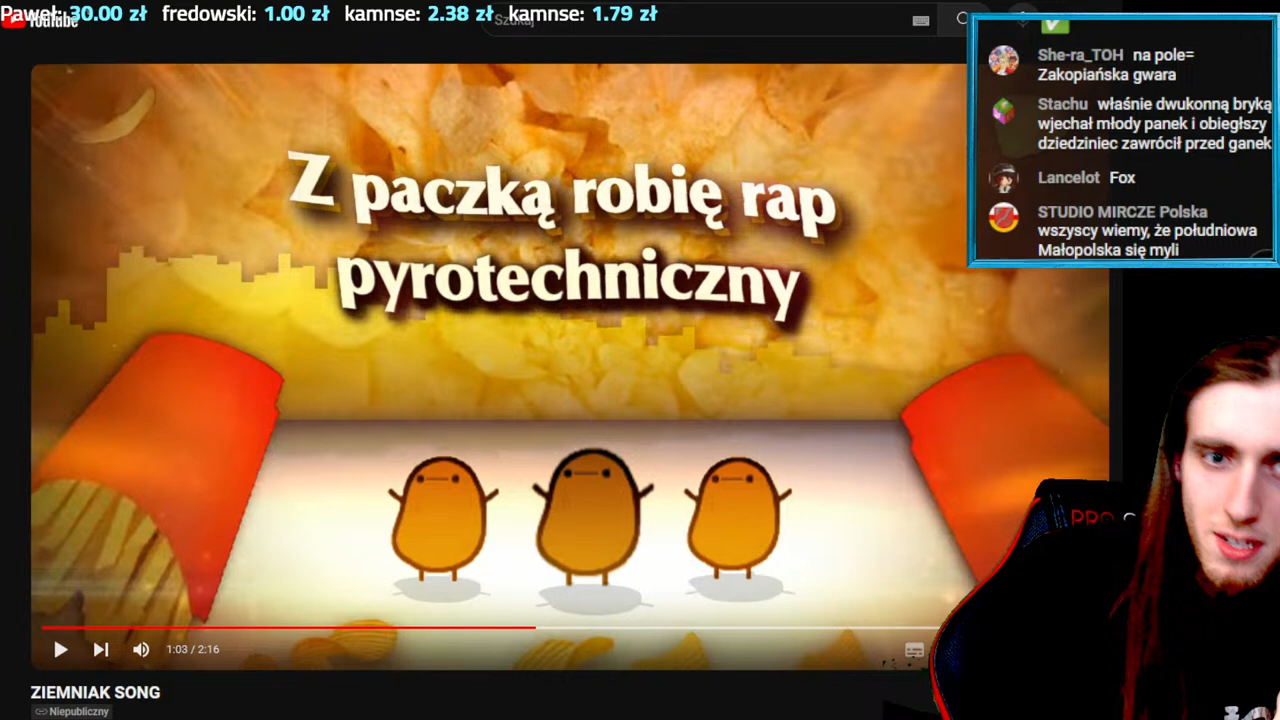 Paweł: 30.00 zł fredowski: 1.00 zł kamnse: 2.38 zł kamnse: 1.79 zł
YouTube
Szukaj
She-ra_TOH na pole=
Zakopiańska gwara
Stachu właśnie dwukonną bryką
wjechał młody panek i obiegłszy
dziedziniec zawrócił przed ganek
Lancelot Fox
STUDIO MIRCZE Polska
wszyscy wiemy, że południowa
Małopolska się myli
Z paczką robię rap
pyrotechniczny
PRO
1:03 / 2:16
ZIEMNIAK SONG
Niepubliczny